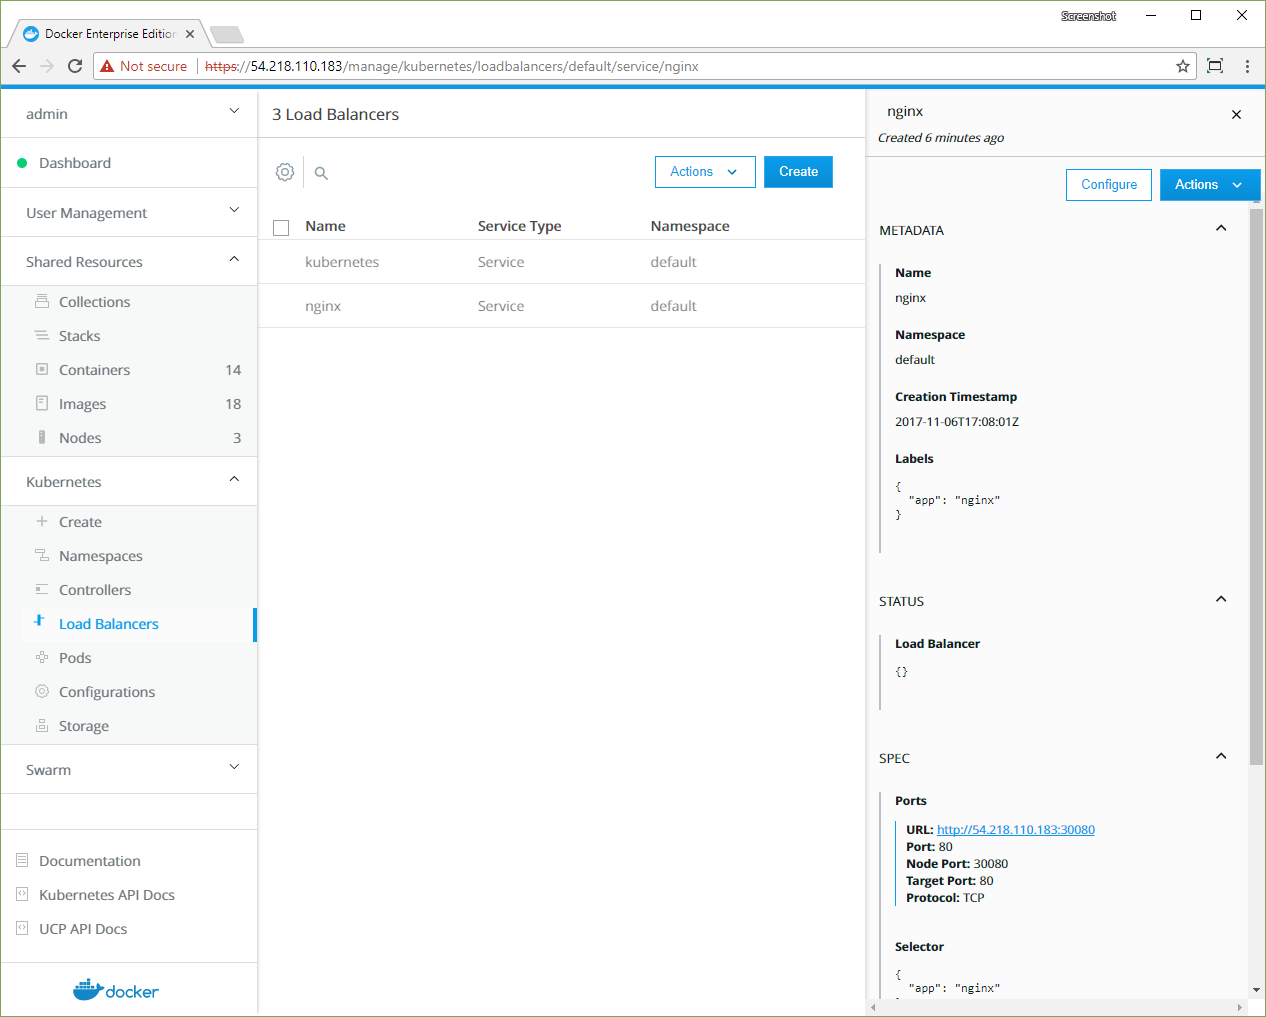 Screenshot
Docker Enterprise Edition
Not secure
https://54.218.110.183/manage/kubernetes/loadbalancers/default/service/nginx
admin
Dashboard
User Management
Shared Resources
Collections
Stacks
Containers 14
Images 18
Nodes 3
Kubernetes
Create
Namespaces
Controllers
Load Balancers
Pods
Configurations
Storage
Swarm
Documentation
Kubernetes API Docs
UCP API Docs
docker
3 Load Balancers
Actions
Create
Name Service Type Namespace
kubernetes Service default
nginx Service default
nginx
Created 6 minutes ago
Configure
Actions
METADATA
Name
nginx
Namespace
default
Creation Timestamp
2017-11-06T17:08:01Z
Labels
{
"app": "nginx"
}
STATUS
Load Balancer
{}
SPEC
Ports
URL: http://54.218.110.183:30080
Port: 80
Node Port: 30080
Target Port: 80
Protocol: TCP
Selector
{
"app": "nginx"